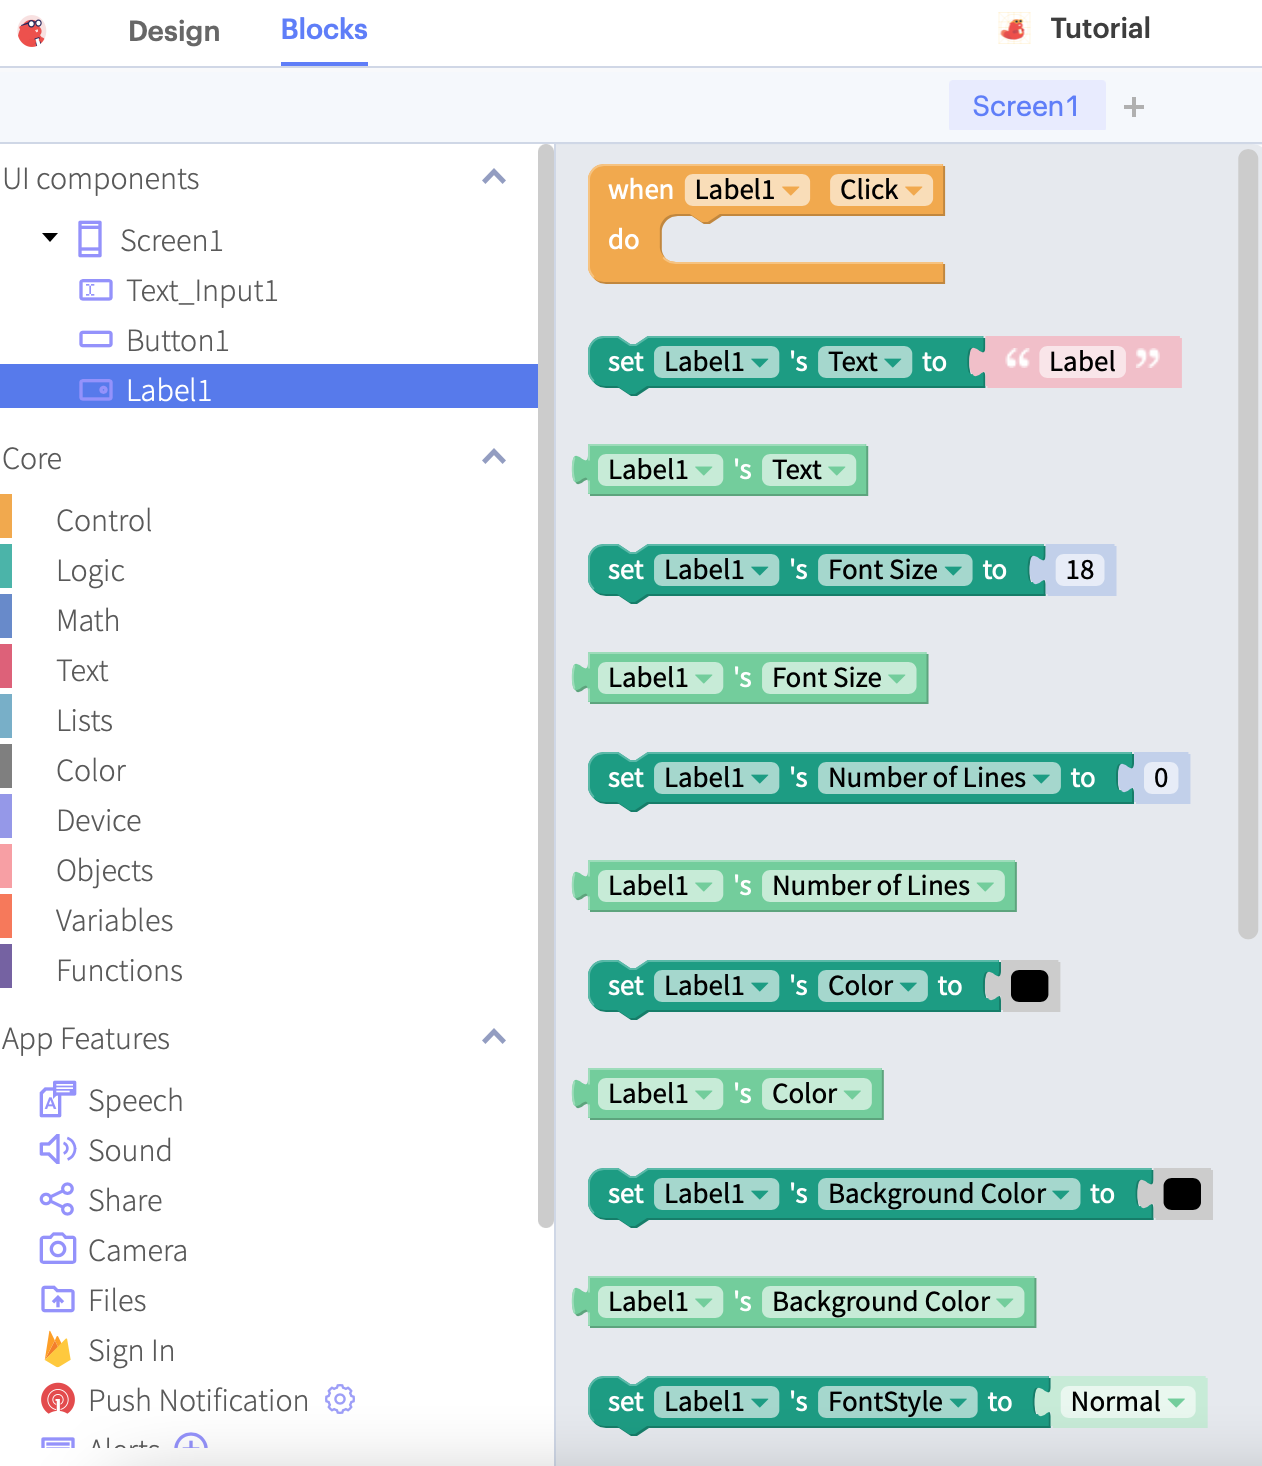 Design Blocks Tutorial
Screen1 +
UI components
Screen1
Text_Input1
Button1
Label1
Core
Control
Logic
Math
Text
Lists
Color
Device
Objects
Variables
Functions
App Features
Speech
Sound
Share
Camera
Files
Sign In
Push Notification
Alerts
when Label1 Click
do
set Label1 's Text to “ Label ”
Label1 's Text
set Label1 's Font Size to 18
Label1 's Font Size
set Label1 's Number of Lines to 0
Label1 's Number of Lines
set Label1 's Color to
Label1 's Color
set Label1 's Background Color to
Label1 's Background Color
set Label1 's FontStyle to Normal